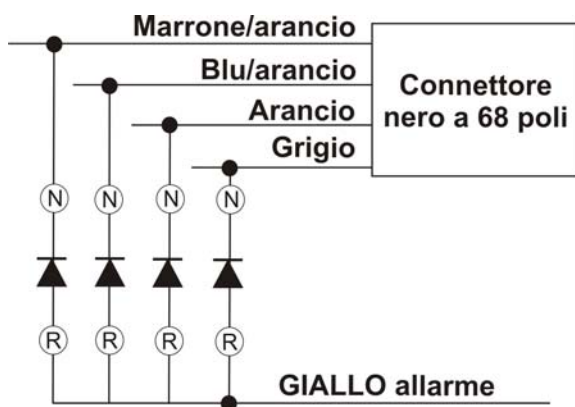 Marrone/arancio
Blu/arancio
Arancio
Grigio
Connettore
nero a 68 poli
N N N N
R R R R
GIALLO allarme